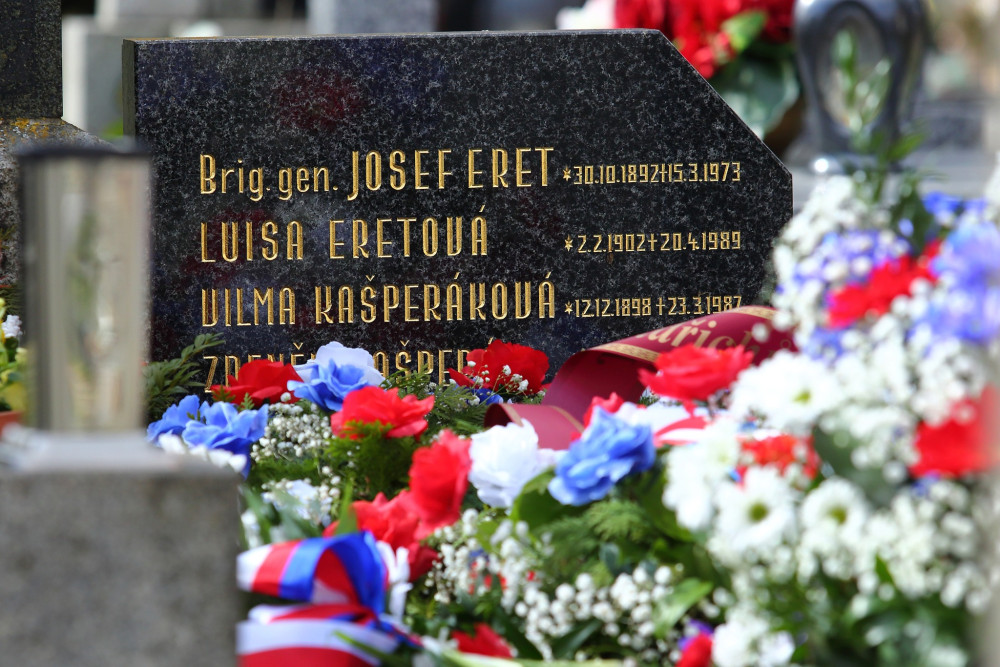 Brig. gen. JOSEF ERET *30.10.1892†15.3.1973
LUISA ERETOVÁ *2.2.1902†20.4.1989
VILMA KAŠPERÁKOVÁ *12.12.1898†23.3.1987